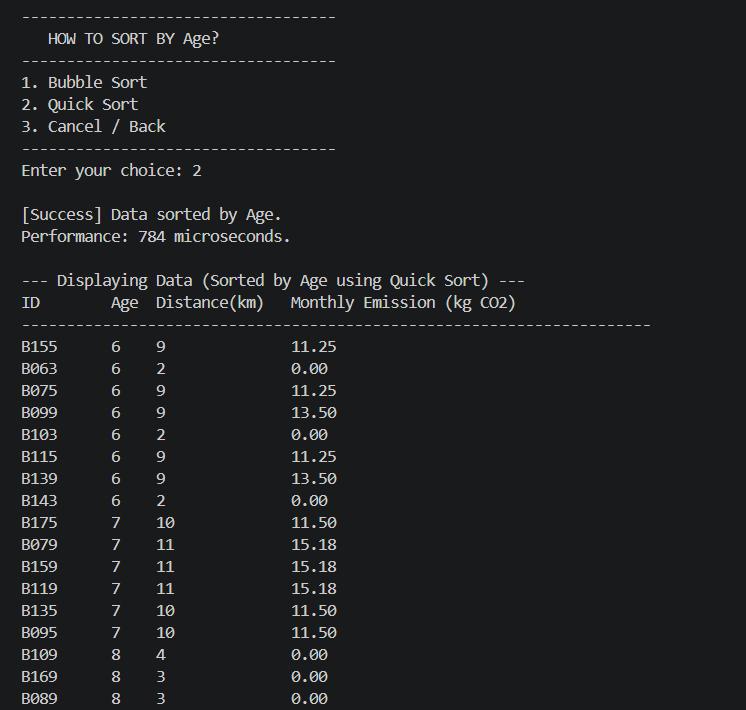 -----------------------------------
HOW TO SORT BY Age?
-----------------------------------
1. Bubble Sort
2. Quick Sort
3. Cancel / Back
-----------------------------------
Enter your choice: 2
[Success] Data sorted by Age.
Performance: 784 microseconds.
--- Displaying Data (Sorted by Age using Quick Sort) ---
ID Age Distance(km) Monthly Emission (kg CO2)
----------------------------------------------------------------------
B155 6 9 11.25
B063 6 2 0.00
B075 6 9 11.25
B099 6 9 13.50
B103 6 2 0.00
B115 6 9 11.25
B139 6 9 13.50
B143 6 2 0.00
B175 7 10 11.50
B079 7 11 15.18
B159 7 11 15.18
B119 7 11 15.18
B135 7 10 11.50
B095 7 10 11.50
B109 8 4 0.00
B169 8 3 0.00
B089 8 3 0.00